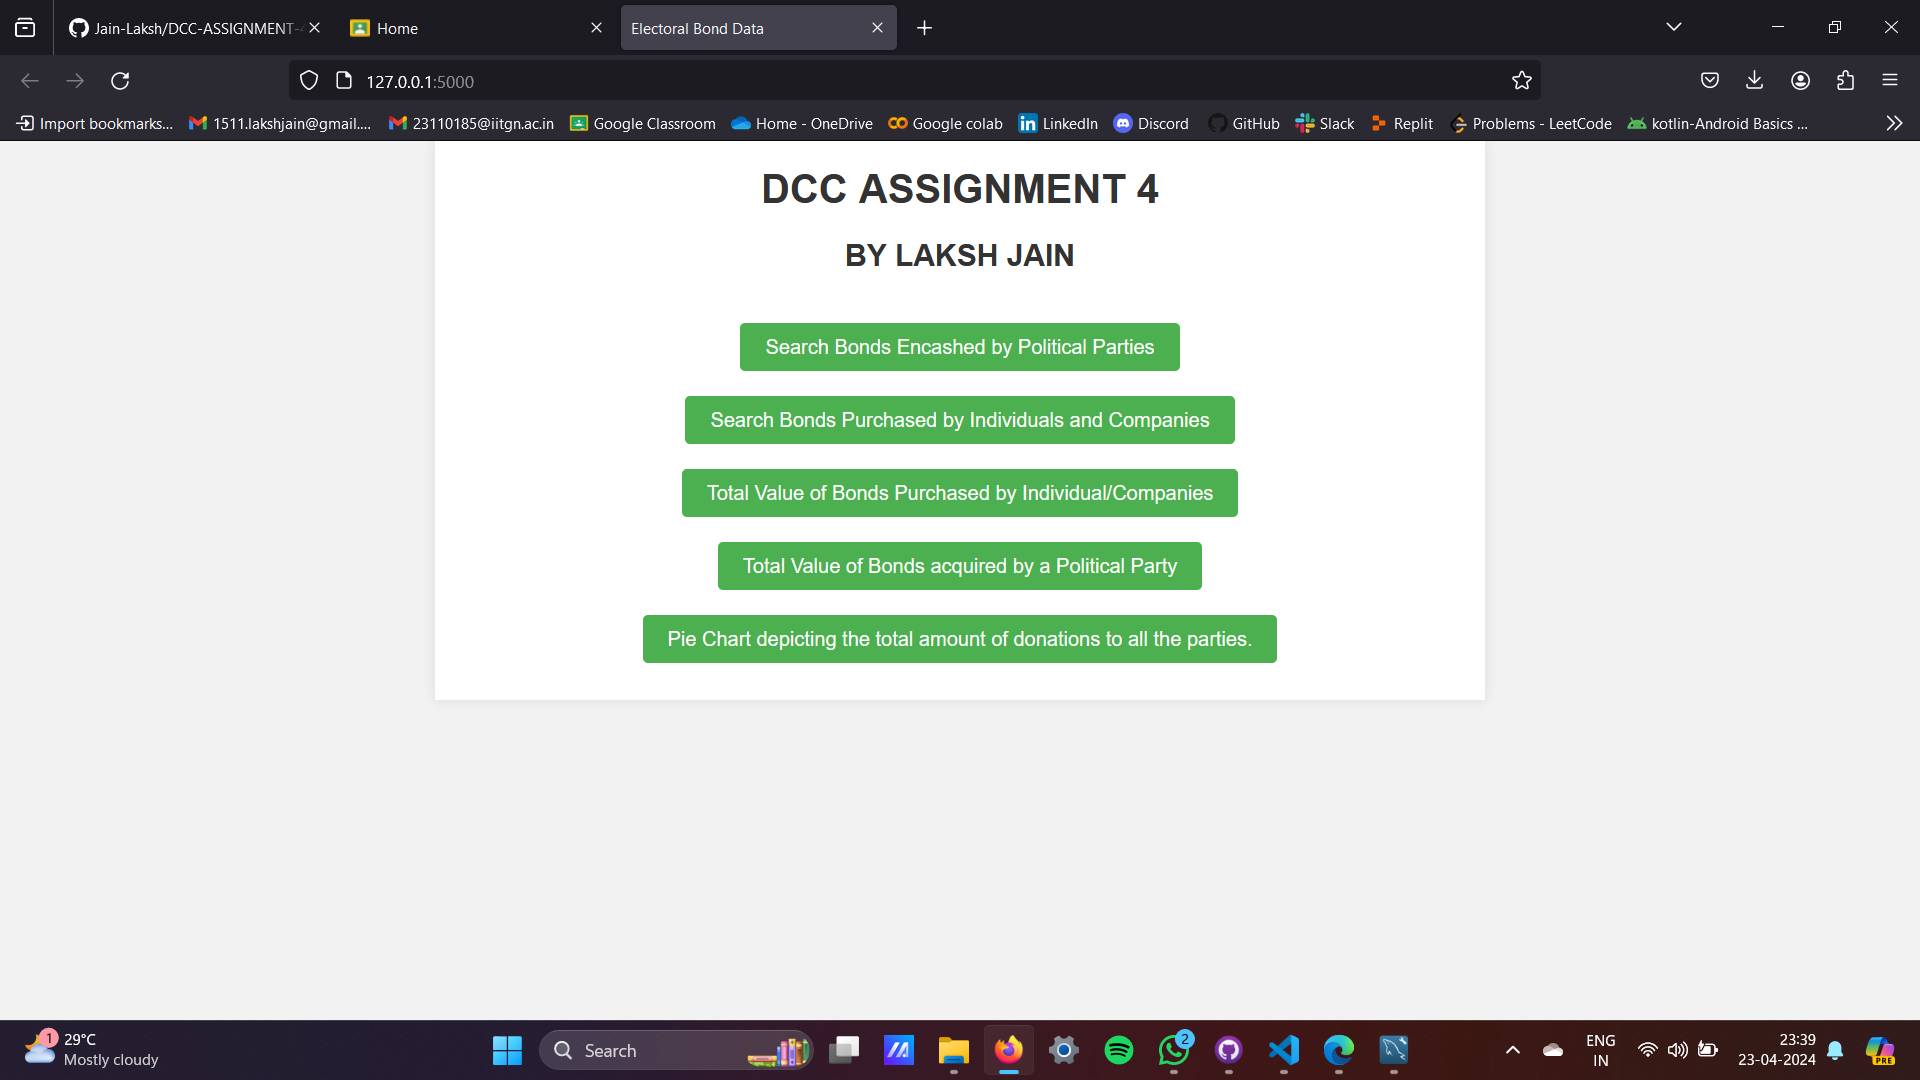 Jain-Laksh/DCC-ASSIGNMENT-
Home
Electoral Bond Data
127.0.0.1:5000
Import bookmarks...
1511.lakshjain@gmail....
23110185@iitgn.ac.in
Google Classroom
Home - OneDrive
Google colab
LinkedIn
Discord
GitHub
Slack
Replit
Problems - LeetCode
kotlin-Android Basics ...
DCC ASSIGNMENT 4
BY LAKSH JAIN
Search Bonds Encashed by Political Parties
Search Bonds Purchased by Individuals and Companies
Total Value of Bonds Purchased by Individual/Companies
Total Value of Bonds acquired by a Political Party
Pie Chart depicting the total amount of donations to all the parties.
1
29°C
Mostly cloudy
Search
2
ENG
IN
23:39
23-04-2024
PRE